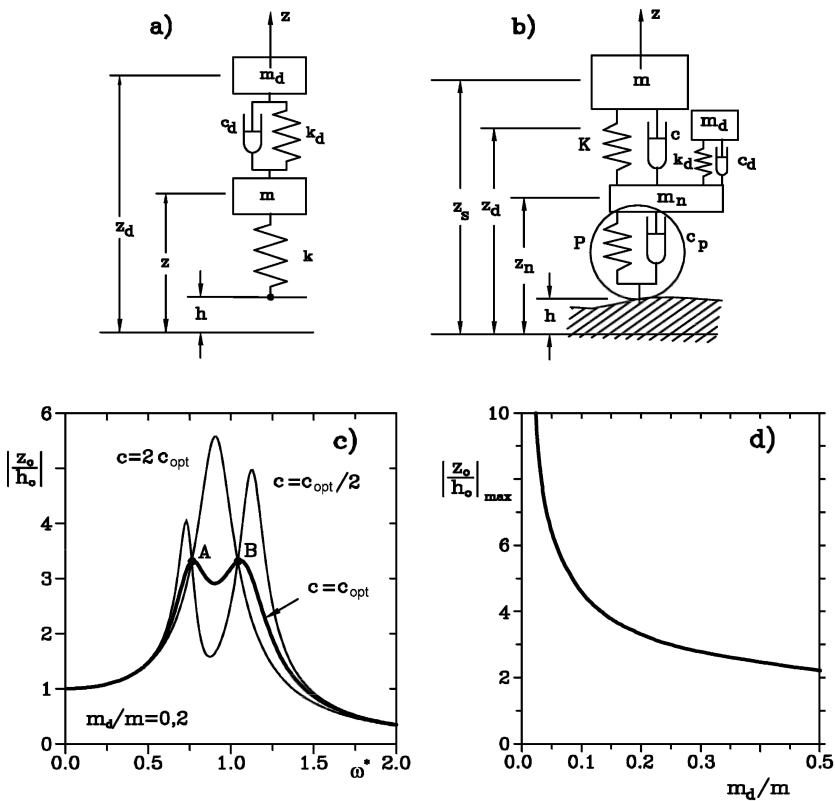 a)
z
m_d
c_d
k_d
m
k
z_d
z
h
b)
z
m
c
m_d
K
k_d
c_d
m_n
z_s
z_d
z_n
P
c_p
h
6
5
4
3
2
1
0
|z_o/h_o|
c)
c=2c_opt
c=c_opt/2
A
B
c=c_opt
m_d/m=0,2
0.0
0.5
1.0
1.5
2.0
ω*
10
8
6
4
2
0
|z_o/h_o|_max
d)
0.0
0.1
0.2
0.3
0.4
0.5
m_d/m